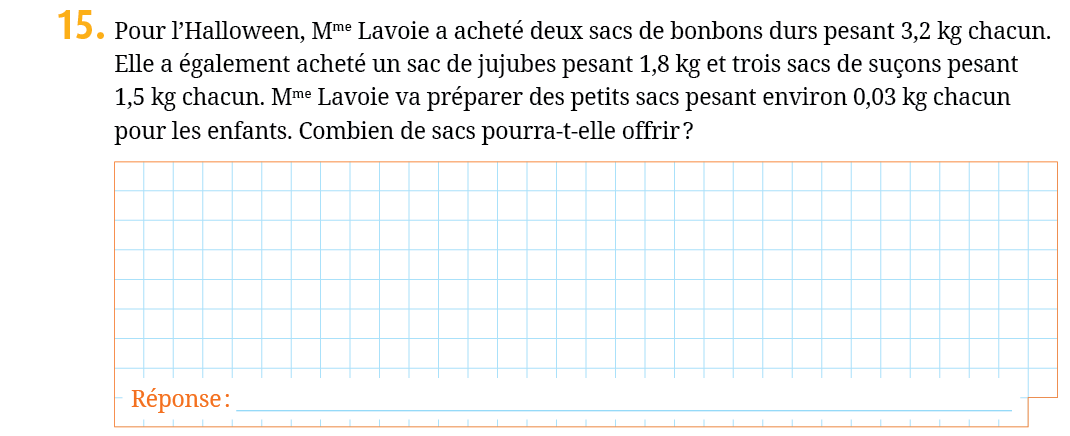 15. Pour l’Halloween, Mᵐᵉ Lavoie a acheté deux sacs de bonbons durs pesant 3,2 kg chacun.
Elle a également acheté un sac de jujubes pesant 1,8 kg et trois sacs de suçons pesant
1,5 kg chacun. Mᵐᵉ Lavoie va préparer des petits sacs pesant environ 0,03 kg chacun
pour les enfants. Combien de sacs pourra-t-elle offrir ?
Réponse :